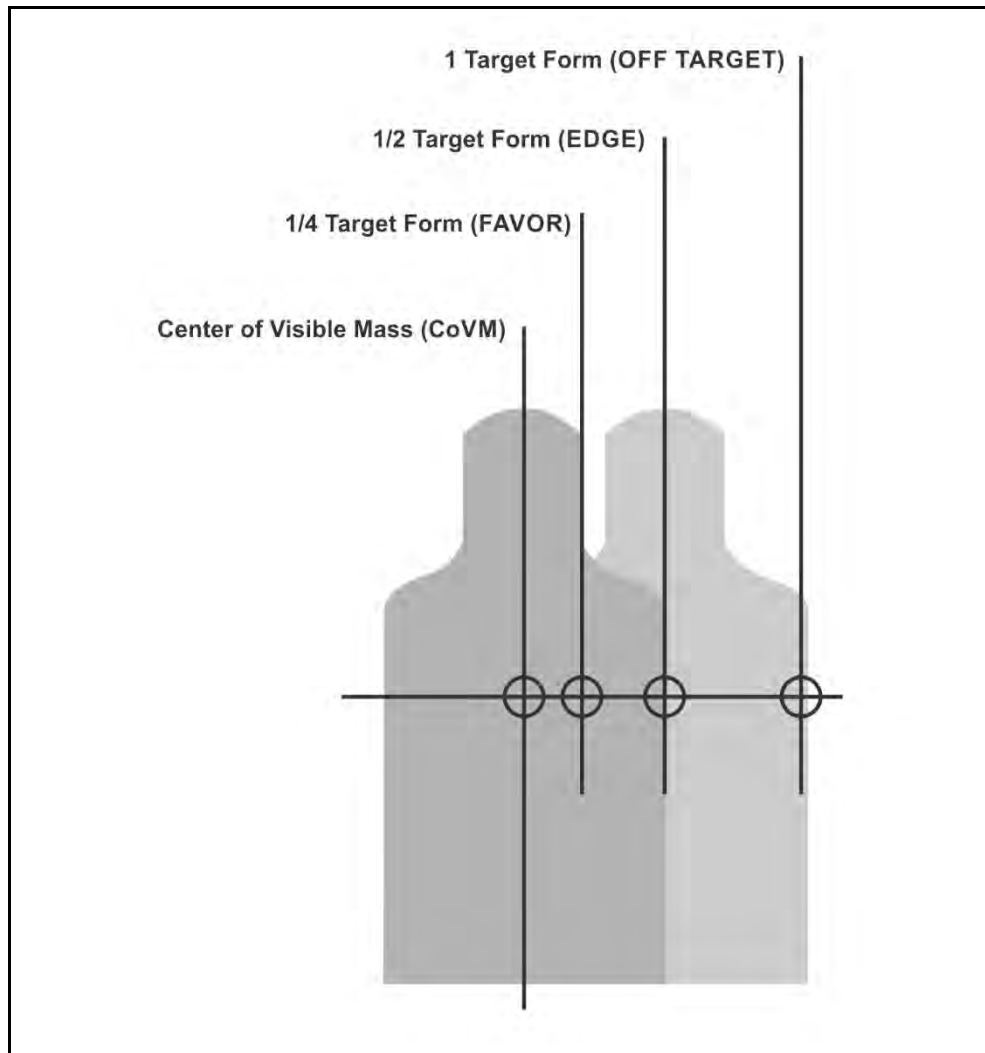 1 Target Form (OFF TARGET)
1/2 Target Form (EDGE)
1/4 Target Form (FAVOR)
Center of Visible Mass (CoVM)